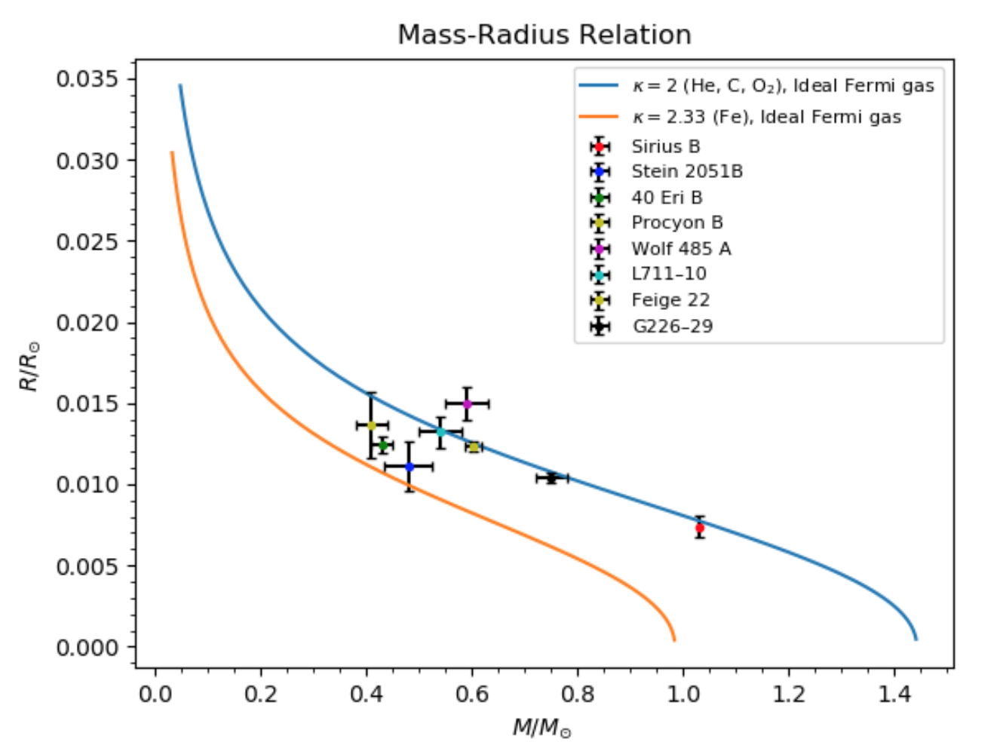 Mass-Radius Relation
κ = 2 (He, C, O₂), Ideal Fermi gas
κ = 2.33 (Fe), Ideal Fermi gas
Sirius B
Stein 2051B
40 Eri B
Procyon B
Wolf 485 A
L711–10
Feige 22
G226–29
R/R⊙
0.035
0.030
0.025
0.020
0.015
0.010
0.005
0.000
0.0 0.2 0.4 0.6 0.8 1.0 1.2 1.4
M/M⊙